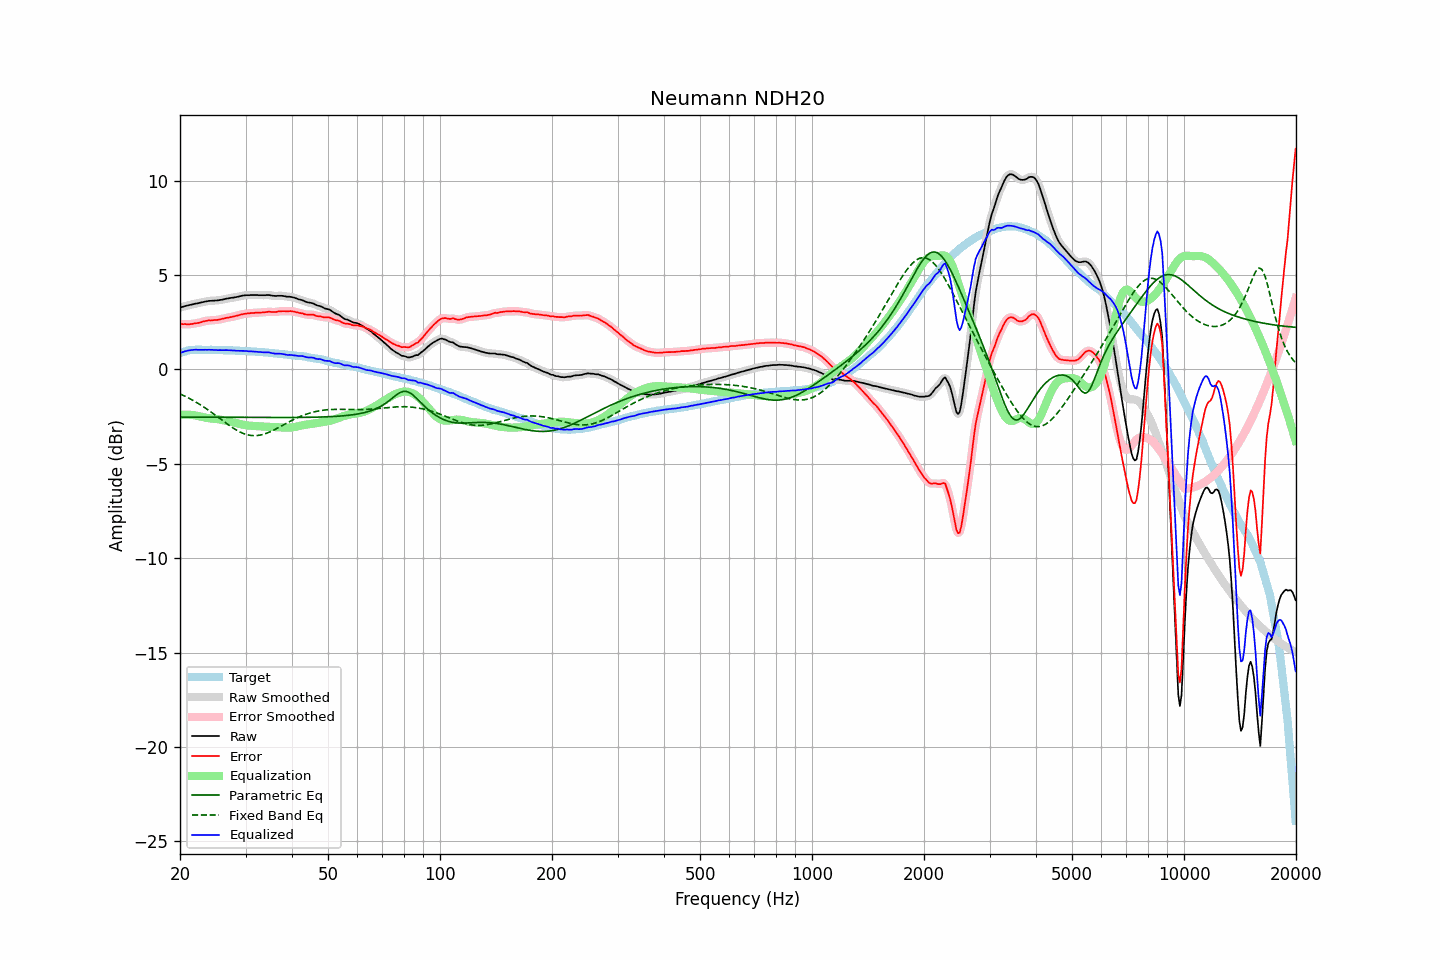 Neumann NDH20
Amplitude (dBr)
10
5
0
−5
−10
−15
−20
−25
Target
Raw Smoothed
Error Smoothed
Raw
Error
Equalization
Parametric Eq
Fixed Band Eq
Equalized
20 50 100 200 500 1000 2000 5000 10000 20000
Frequency (Hz)